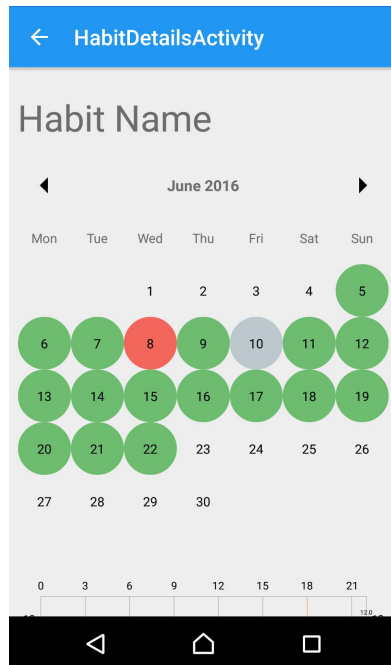 HabitDetailsActivity
Habit Name
June 2016
Mon Tue Wed Thu Fri Sat Sun
1 2 3 4 5
6 7 8 9 10 11 12
13 14 15 16 17 18 19
20 21 22 23 24 25 26
27 28 29 30
0 3 6 9 12 15 18 21
12.0